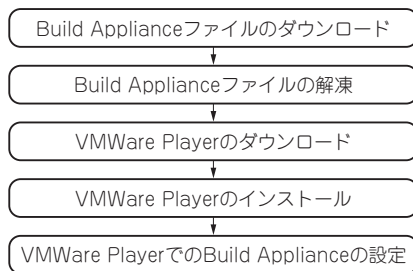 Build Applianceファイルのダウンロード
Build Applianceファイルの解凍
VMWare Playerのダウンロード
VMWare Playerのインストール
VMWare PlayerでのBuild Applianceの設定